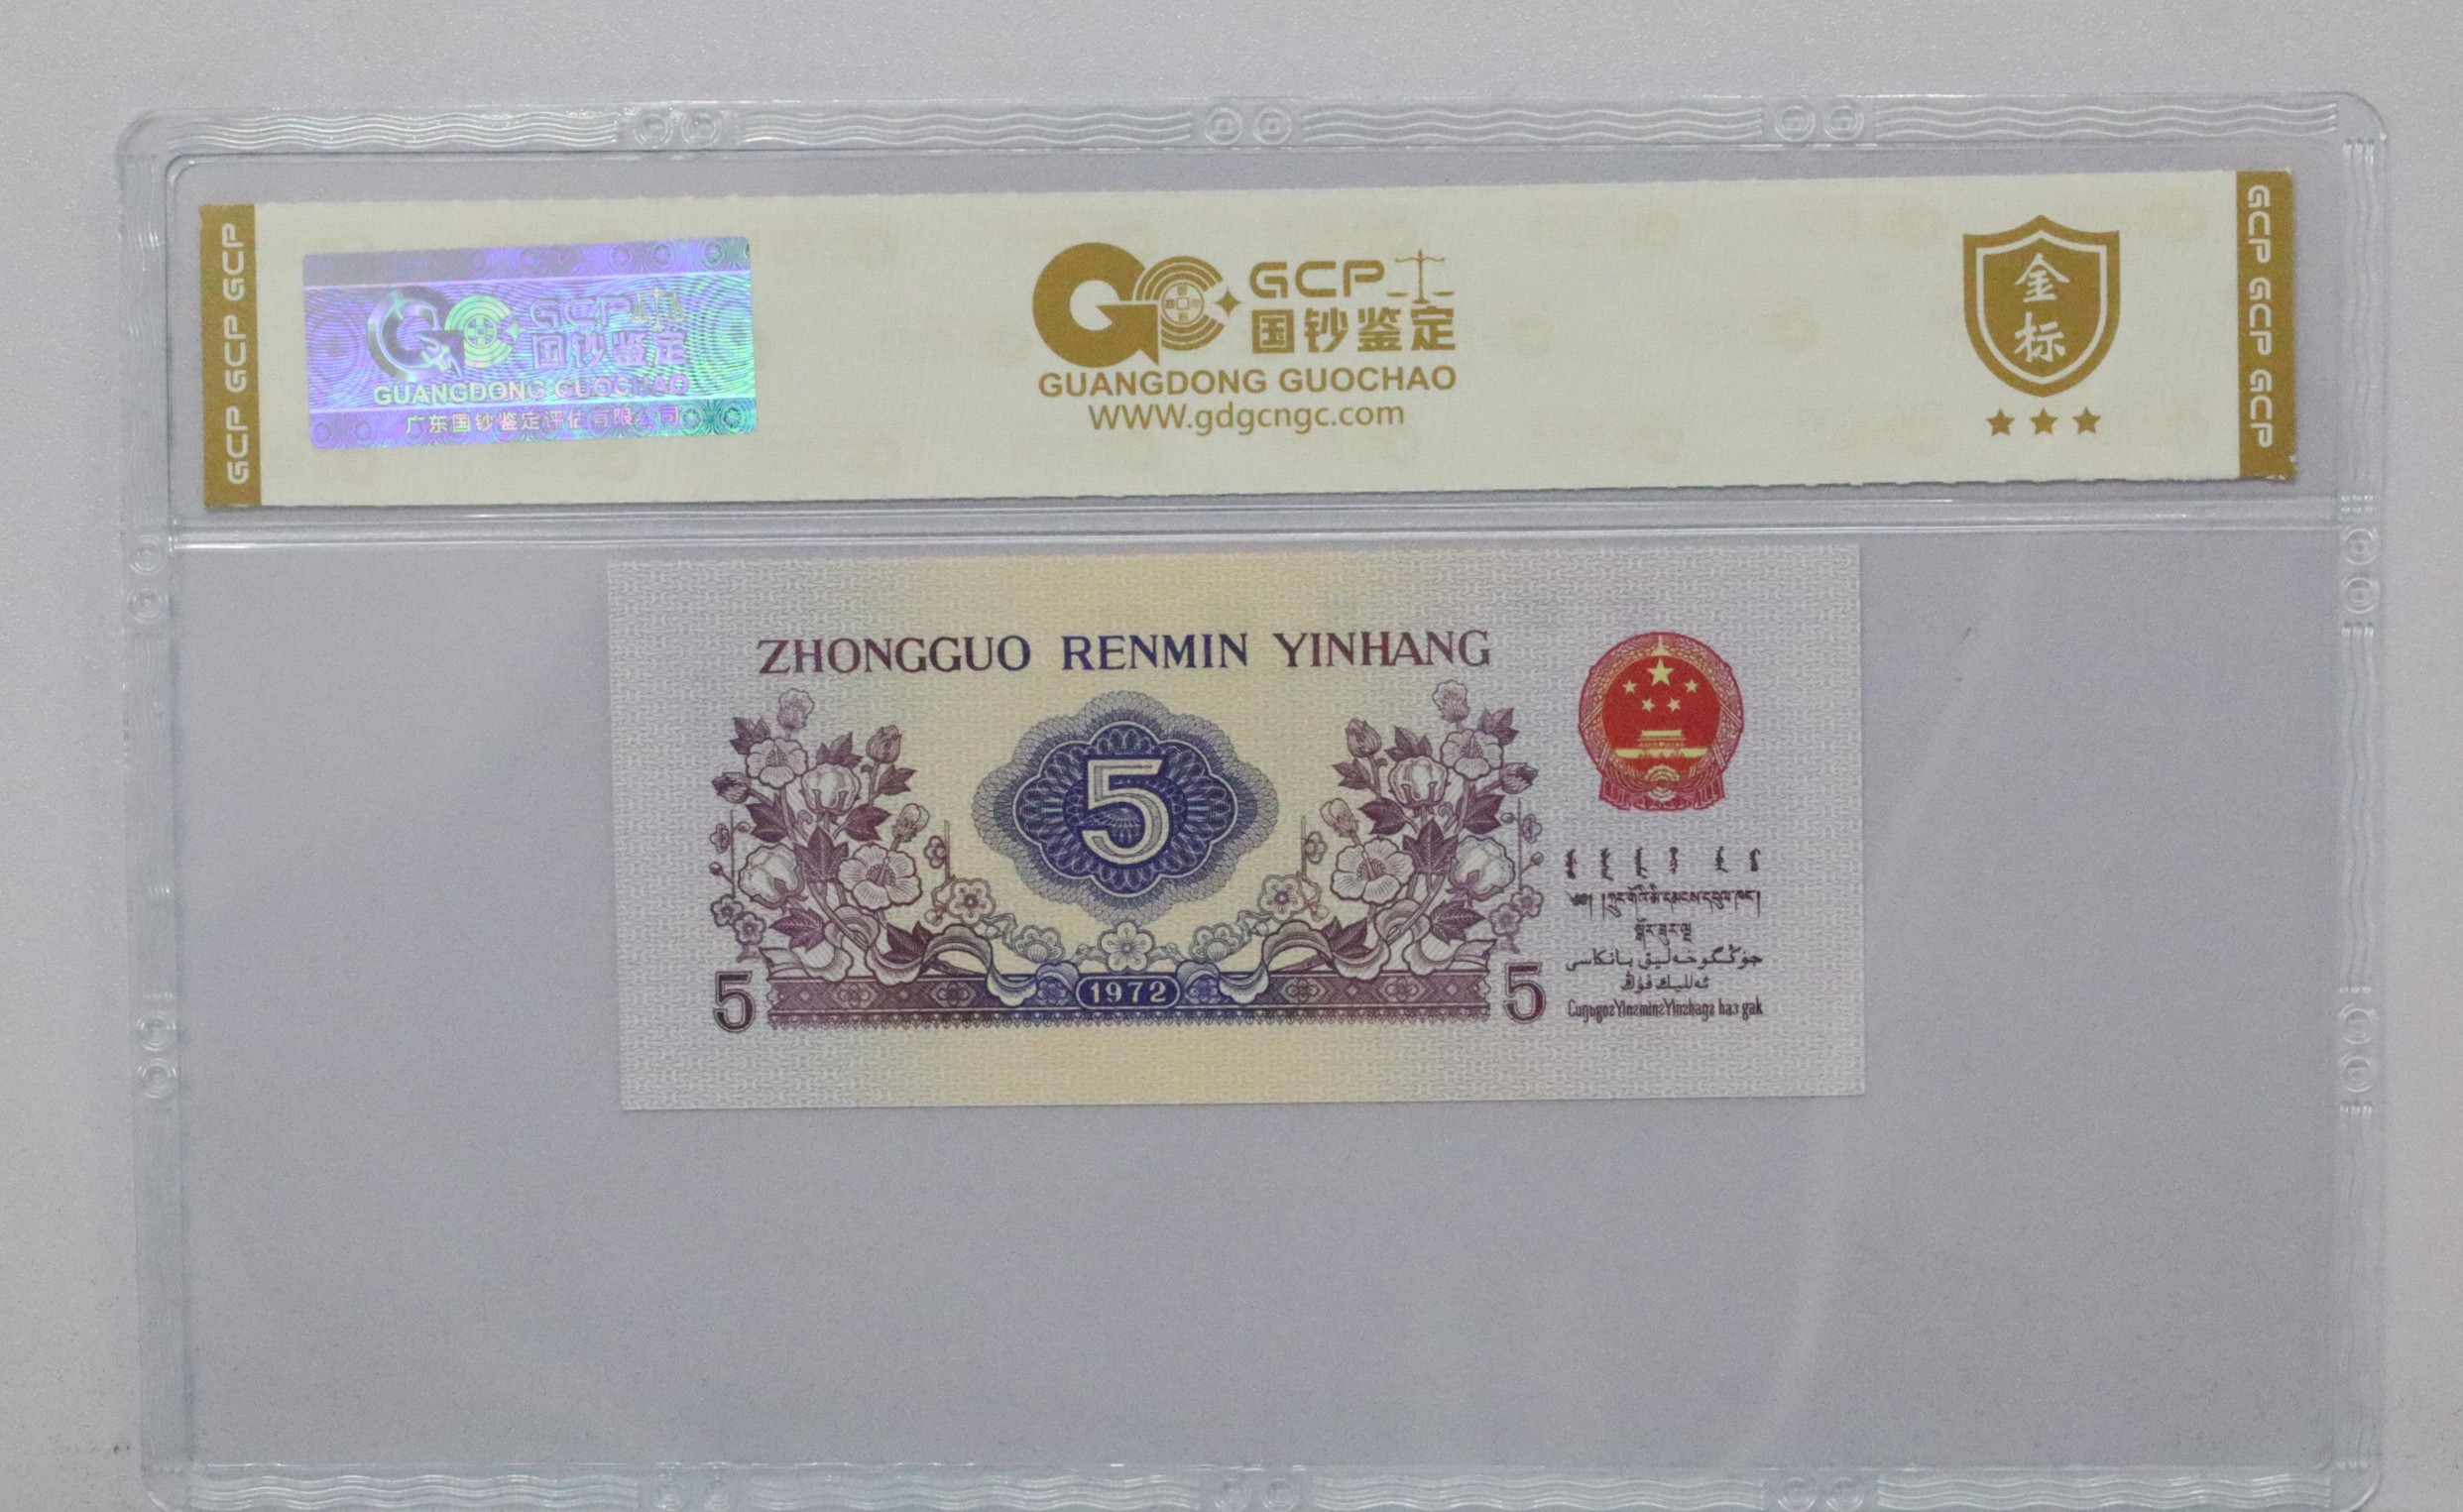 GCP GCP GCP
GCP
国钞鉴定
GUANGDONG GUOCHAO
广东国钞鉴定评估有限公司
GCP
国钞鉴定
GUANGDONG GUOCHAO
WWW.gdgcngc.com
金
标
GCP GCP GCP
ZHONGGUO RENMIN YINHANG
5
5
1972
5
جۇڭگوخەلىق بانكاسى